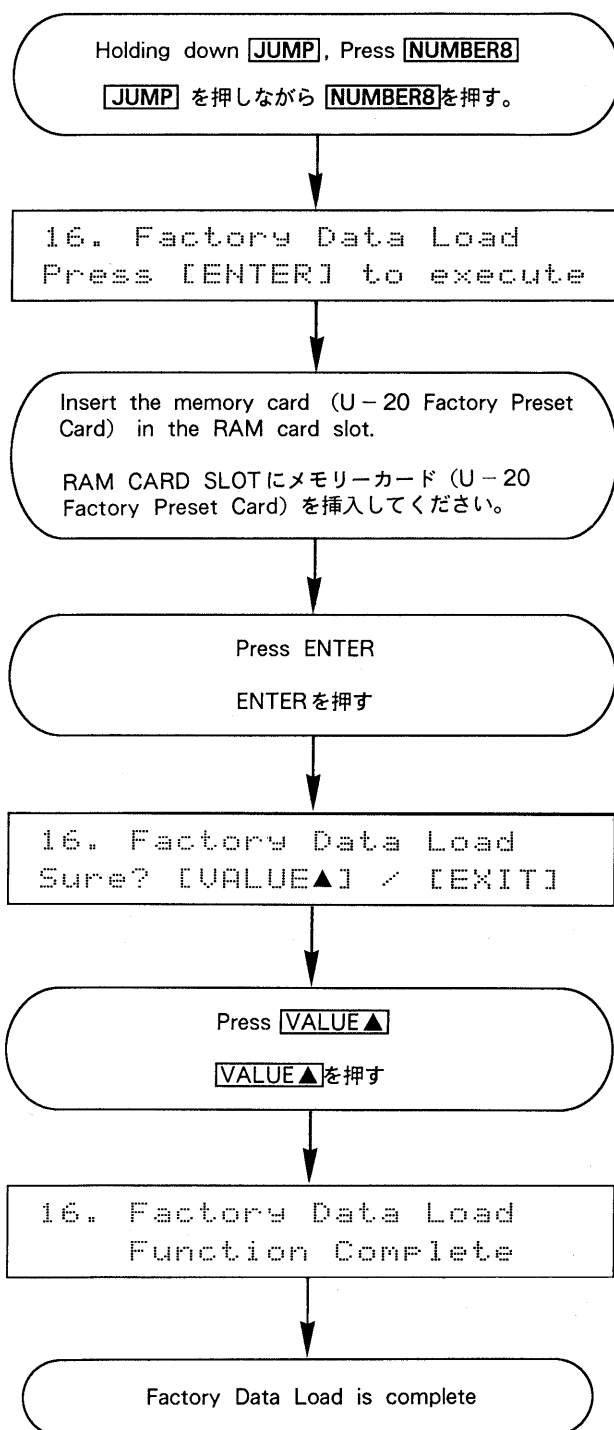 Holding down JUMP, Press NUMBER8
JUMP を押しながら NUMBER8を押す。
16. Factory Data Load
Press [ENTER] to execute
Insert the memory card (U-20 Factory Preset
Card) in the RAM card slot.
RAM CARD SLOTにメモリーカード(U-20
Factory Preset Card)を挿入してください。
Press ENTER
ENTERを押す
16. Factory Data Load
Sure? [VALUE▲] / [EXIT]
Press VALUE▲
VALUE▲を押す
16. Factory Data Load
Function Complete
Factory Data Load is complete